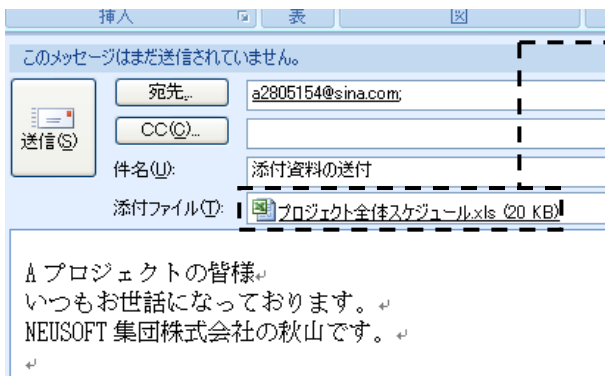 挿入 表 図
このメッセージはまだ送信されていません。
宛先... a2805154@sina.com;
送信(S)
CC(C)...
件名(U): 添付資料の送付
添付ファイル(T): プロジェクト全体スケジュール.xls (20 KB)
Aプロジェクトの皆様↵
いつもお世話になっております。↵
NEUSOFT 集団株式会社の秋山です。↵
↵